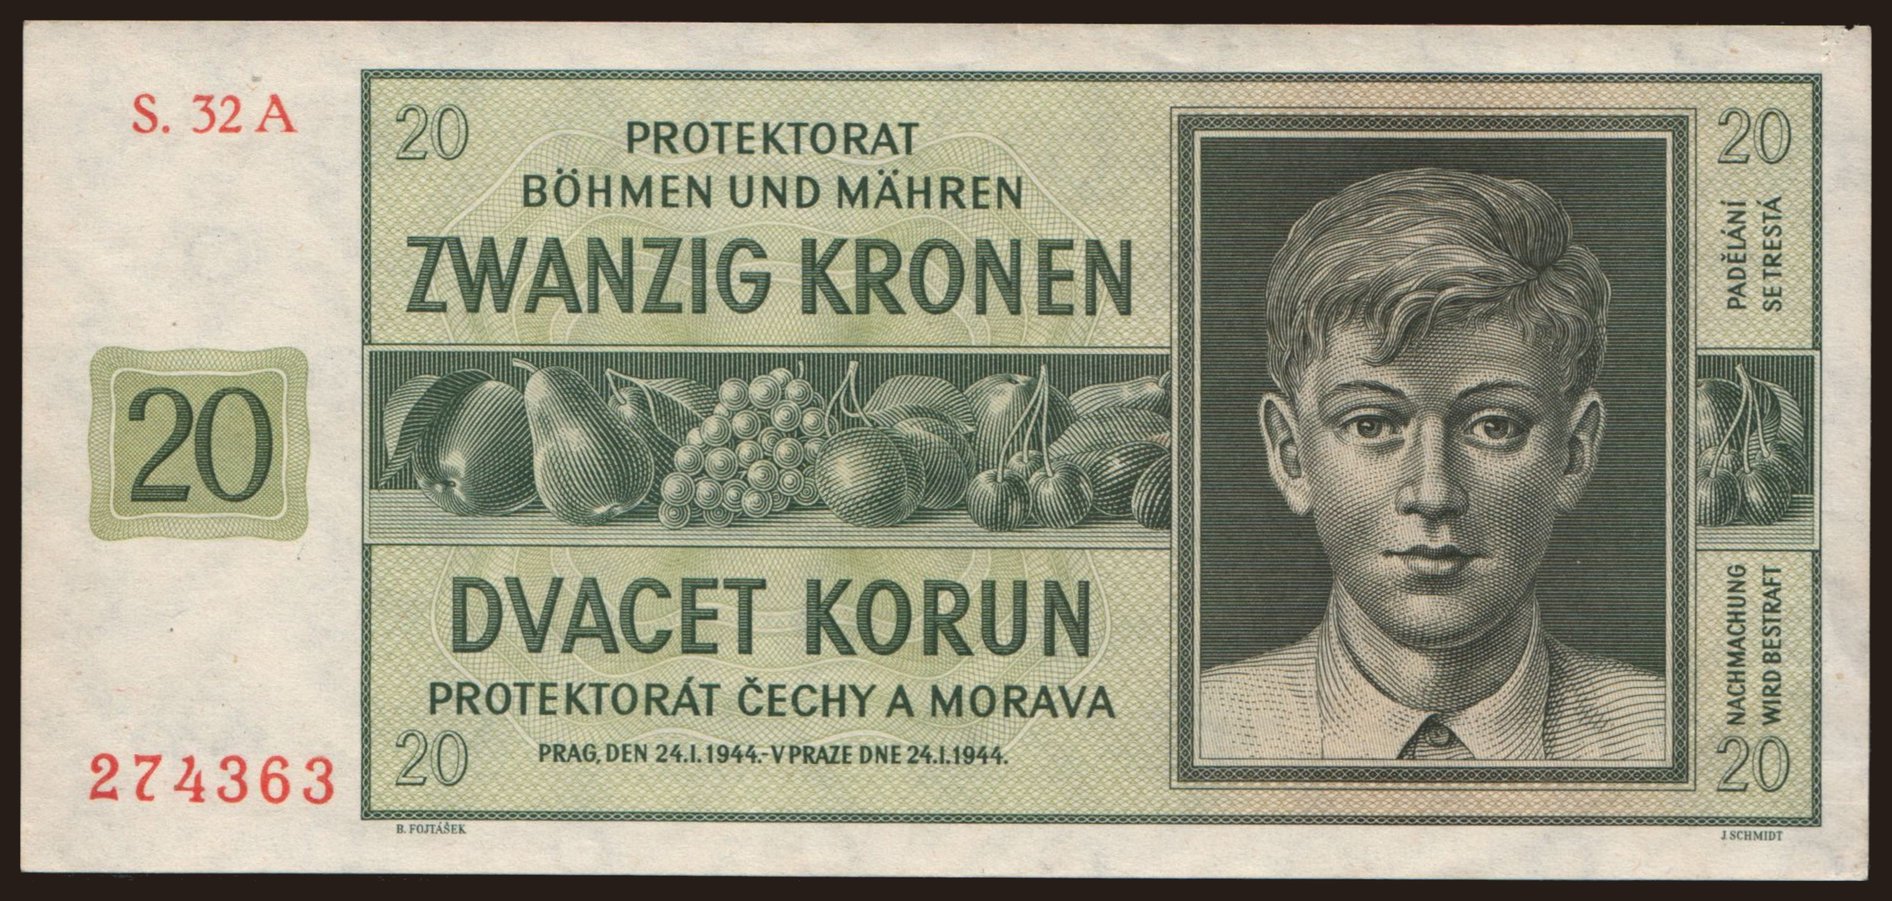 S. 32 A
20
20
PROTEKTORAT
BÖHMEN UND MÄHREN
ZWANZIG KRONEN
PADĚLÁNÍ
SE TRESTÁ
20
DVACET KORUN
PROTEKTORÁT ČECHY A MORAVA
PRAG, DEN 24.I.1944.-V PRAZE DNE 24.I.1944.
NACHMACHUNG
WIRD BESTRAFT
20
20
274363
B. FOJTÁŠEK
J. SCHMIDT